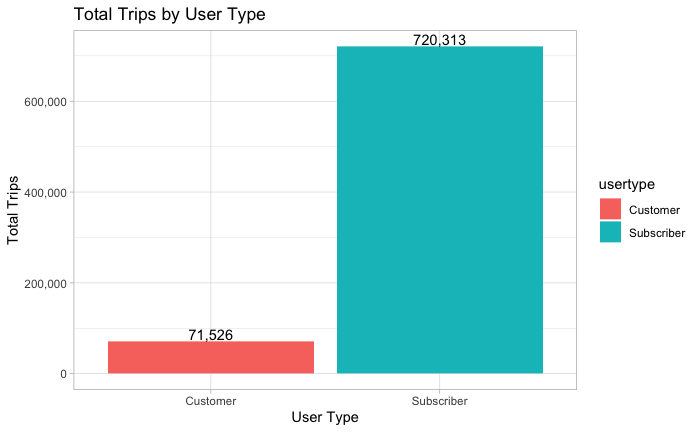 Total Trips by User Type
720,313
600,000
400,000
200,000
71,526
0
Total Trips
Customer
Subscriber
User Type
usertype
Customer
Subscriber